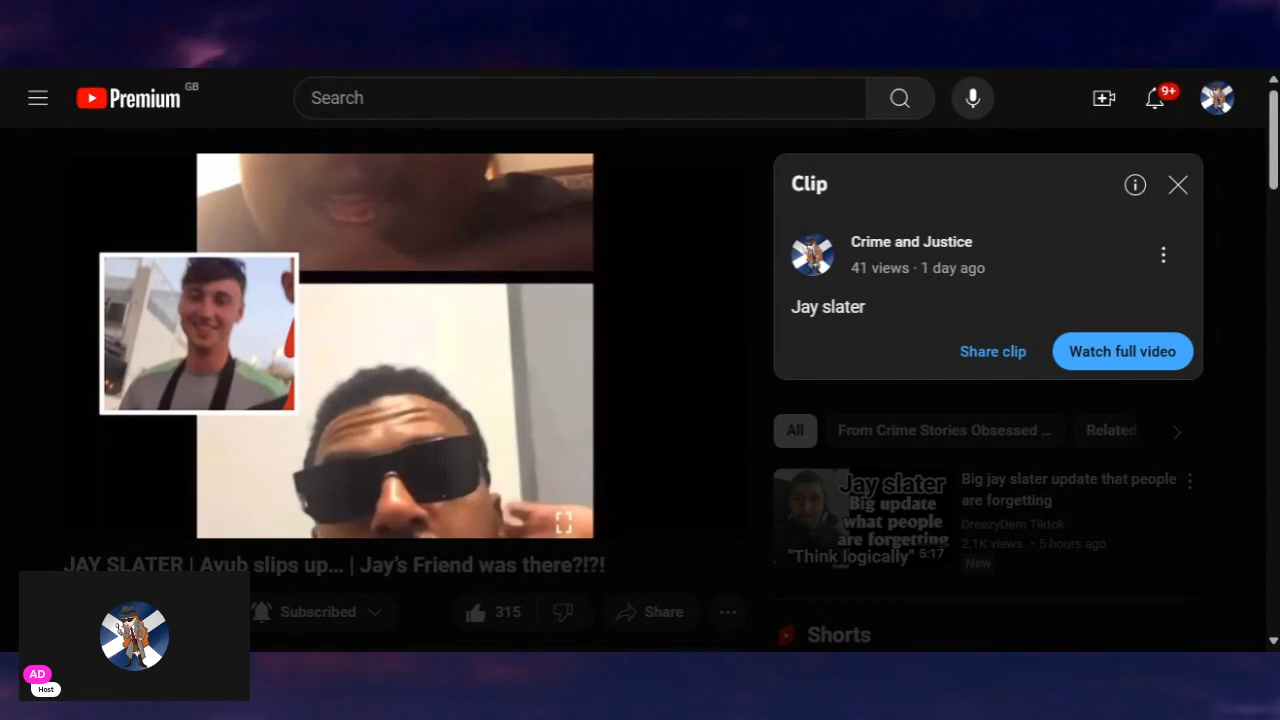 Premium GB
Search
9+
Clip
Crime and Justice
41 views · 1 day ago
Jay slater
Share clip
Watch full video
All
From Crime Stories Obsessed ...
Related
Jay slater
Big update
what people
are forgetting
"Think logically"
5:17
Big jay slater update that people
are forgetting
DreezyDem Tiktok
2.1K views • 5 hours ago
New
JAY SLATER | Ayub slips up... | Jay's Friend was there?!?!
Subscribed
315
Share
Shorts
AD
Host